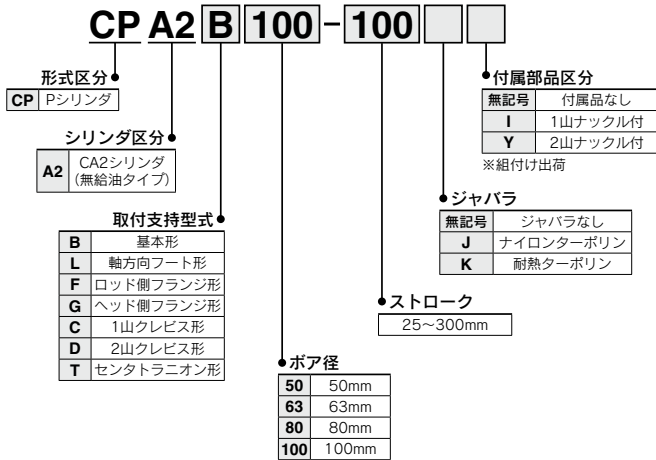 CP A2 B 100 - 100
形式区分
CP Pシリンダ
シリンダ区分
A2 CA2シリンダ
(無給油タイプ)
取付支持型式
B 基本形
L 軸方向フート形
F ロッド側フランジ形
G ヘッド側フランジ形
C 1山クレビス形
D 2山クレビス形
T センタトラニオン形
ボア径
50 50mm
63 63mm
80 80mm
100 100mm
ストローク
25~300mm
ジャバラ
無記号 ジャバラなし
J ナイロンターポリン
K 耐熱ターポリン
付属部品区分
無記号 付属品なし
I 1山ナックル付
Y 2山ナックル付
※組付け出荷